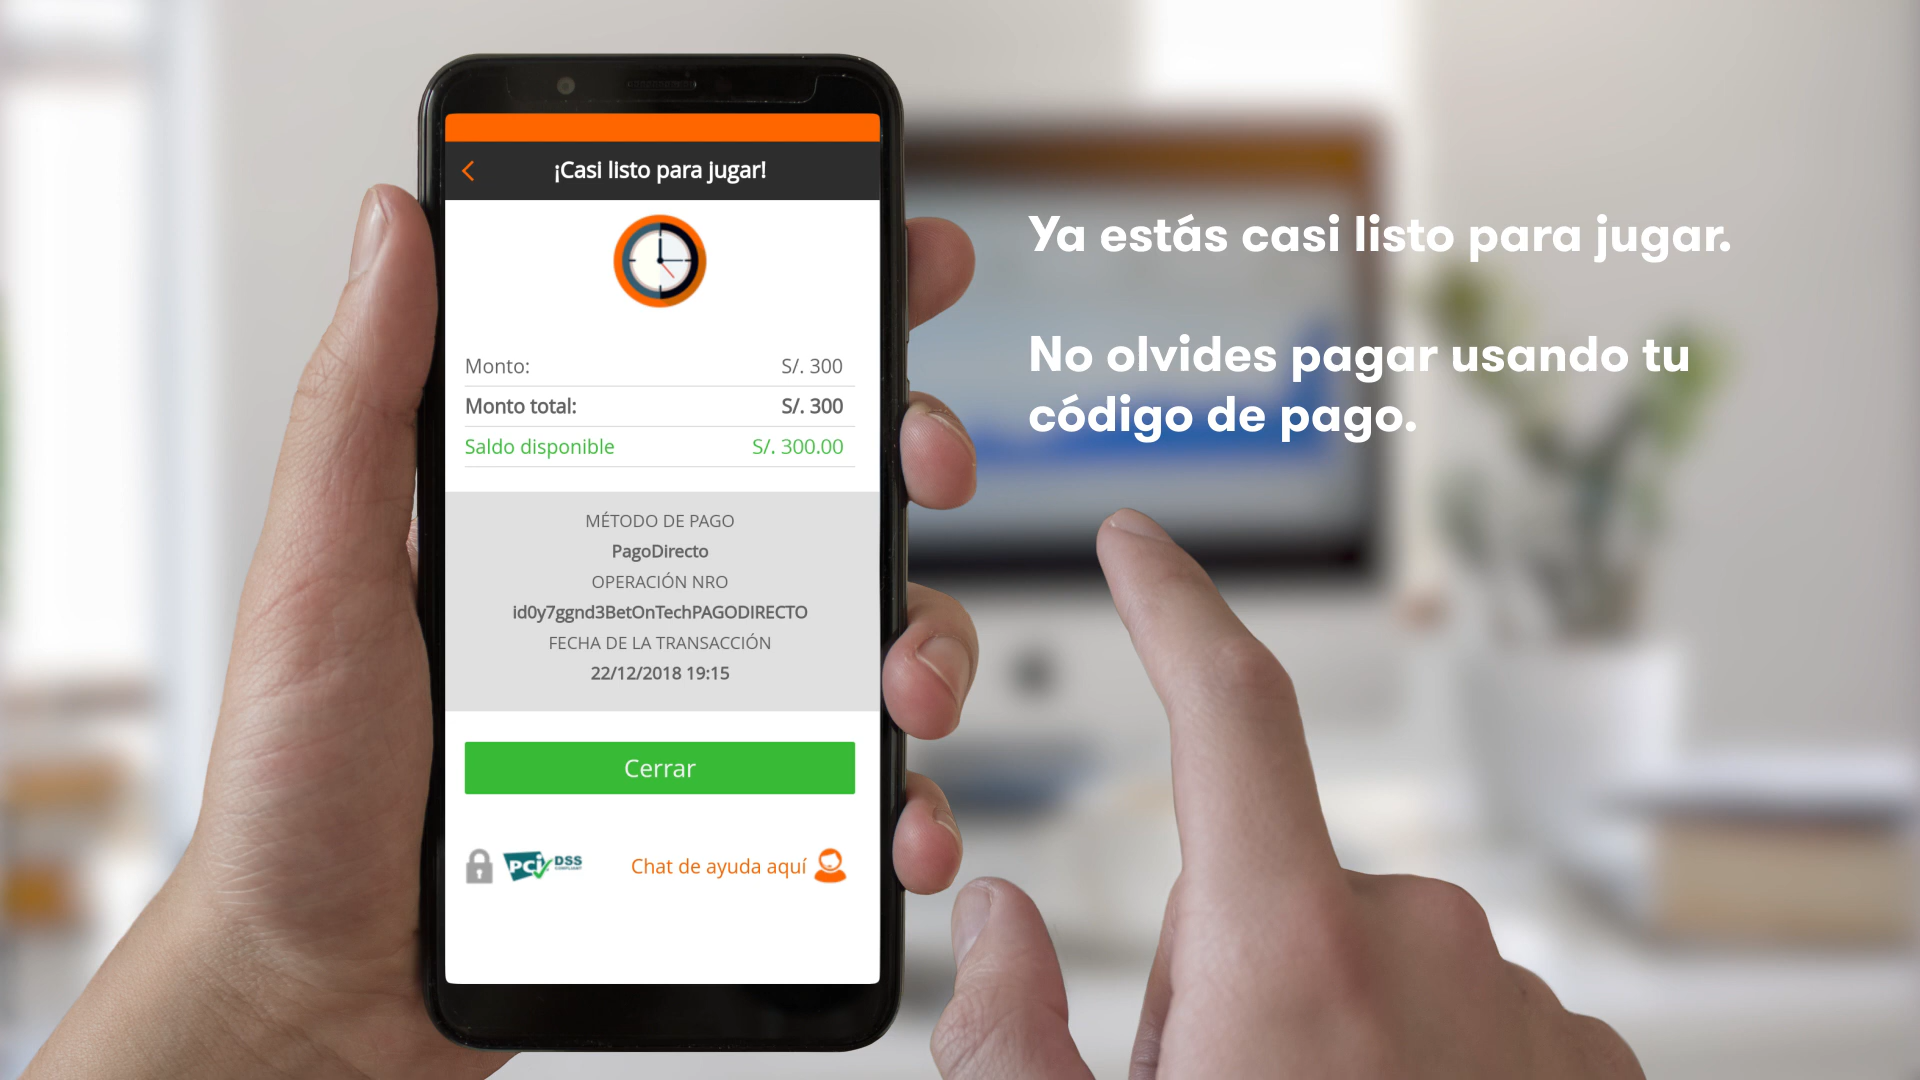 ¡Casi listo para jugar!
Monto: S/. 300
Monto total: S/. 300
Saldo disponible S/. 300.00
MÉTODO DE PAGO
PagoDirecto
OPERACIÓN NRO
id0y7ggnd3BetOnTechPAGODIRECTO
FECHA DE LA TRANSACCIÓN
22/12/2018 19:15
Cerrar
PCi DSS
COMPLIANT
Chat de ayuda aquí
Ya estás casi listo para jugar.
No olvides pagar usando tu
código de pago.